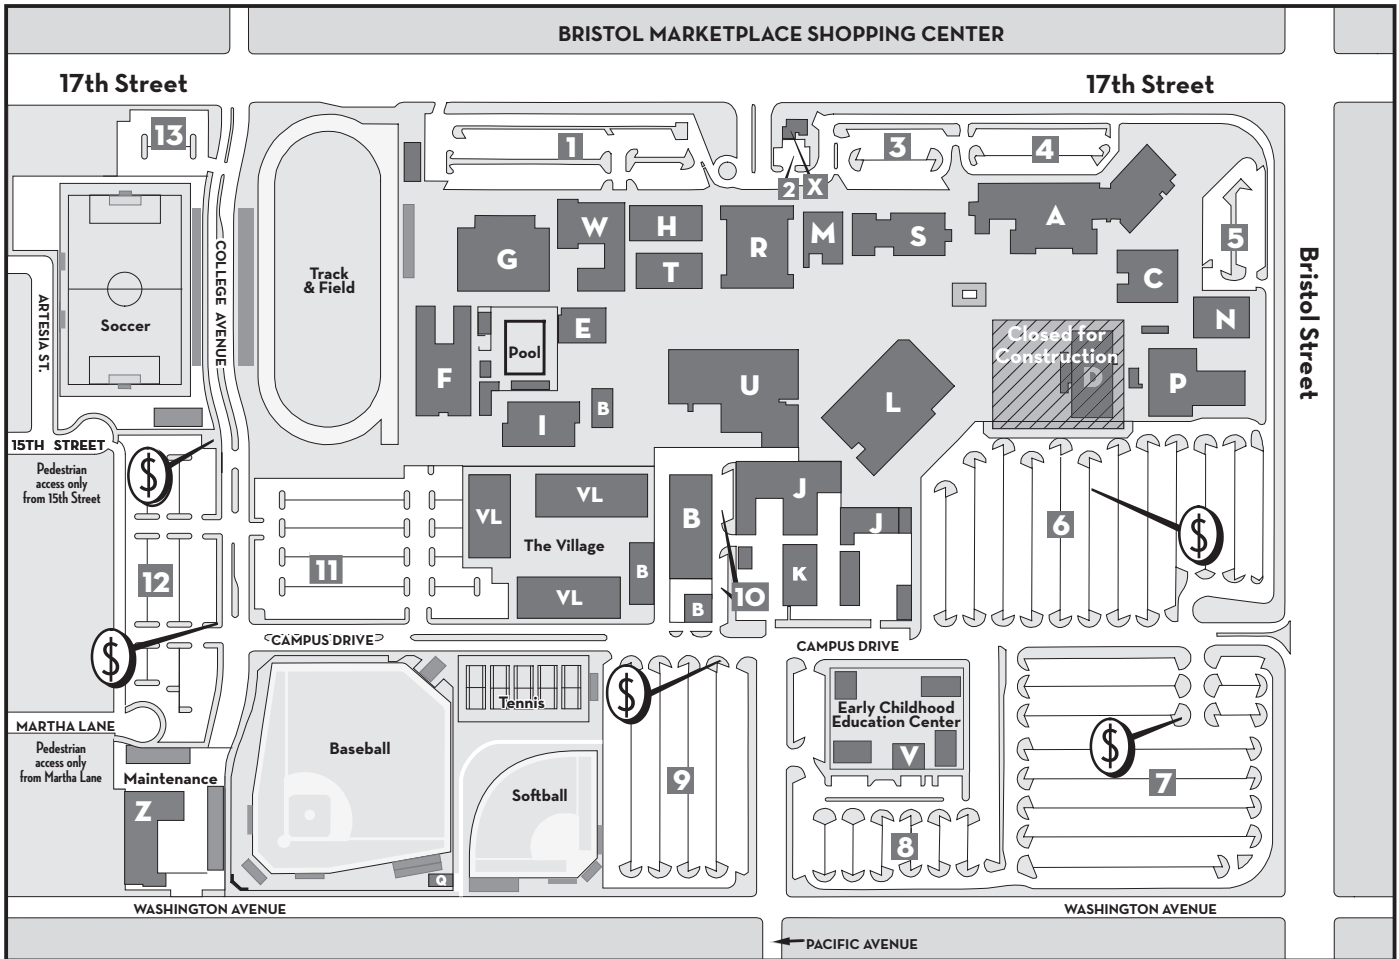 BRISTOL MARKETPLACE SHOPPING CENTER
17th Street
17th Street
13
1
3
4
2
X
W
H
R
M
S
A
5
G
T
C
COLLEGE AVENUE
Track
& Field
Bristol Street
ARTESIA ST.
Soccer
E
N
Pool
Closed for
Construction
F
U
D
P
L
B
I
15TH STREET
Pedestrian
access only
from 15th Street
$
VL
VL
J
B
J
6
$
The Village
12
11
B
K
VL
10
B
$
CAMPUS DRIVE
CAMPUS DRIVE
$
Tennis
Early Childhood
Education Center
MARTHA LANE
Pedestrian
access only
from Martha Lane
Baseball
V
$
Maintenance
9
7
Softball
Z
8
Q
WASHINGTON AVENUE
WASHINGTON AVENUE
PACIFIC AVENUE